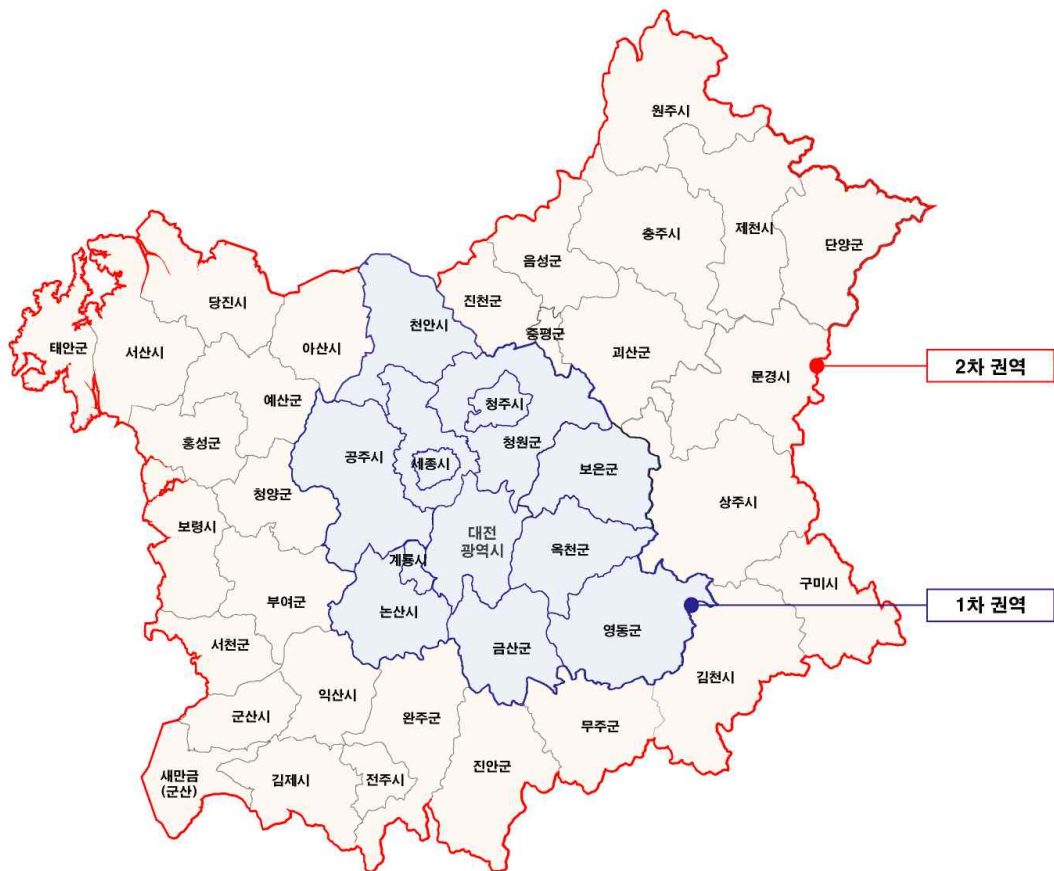 원주시
충주시
제천시
단양군
음성군
진천군
증평군
괴산군
당진시
태안군
서산시
아산시
천안시
문경시
2차 권역
예산군
청주시
홍성군
공주시
세종시
청원군
보은군
청양군
상주시
보령시
대전
광역시
계룡시
옥천군
구미시
부여군
논산시
1차 권역
영동군
서천군
금산군
김천시
익산시
군산시
완주군
무주군
새만금
(군산)
김제시
전주시
진안군